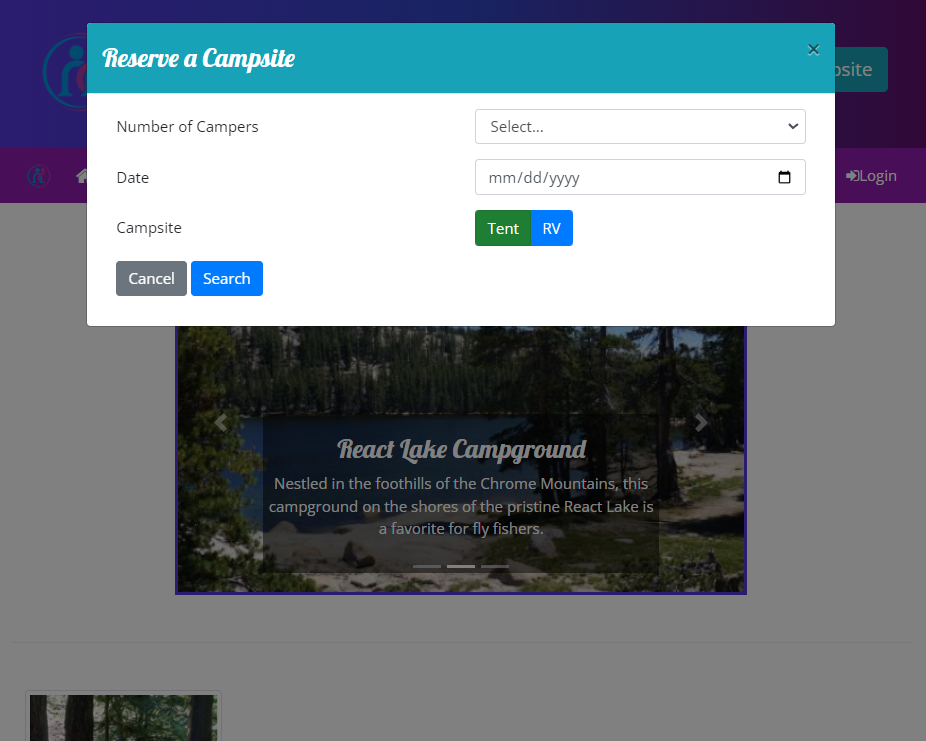 Reserve a Campsite
×
Number of Campers
Select...
Date
mm/dd/yyyy
Campsite
Tent
RV
Cancel
Search
Login
React Lake Campground
Nestled in the foothills of the Chrome Mountains, this
campground on the shores of the pristine React Lake is
a favorite for fly fishers.